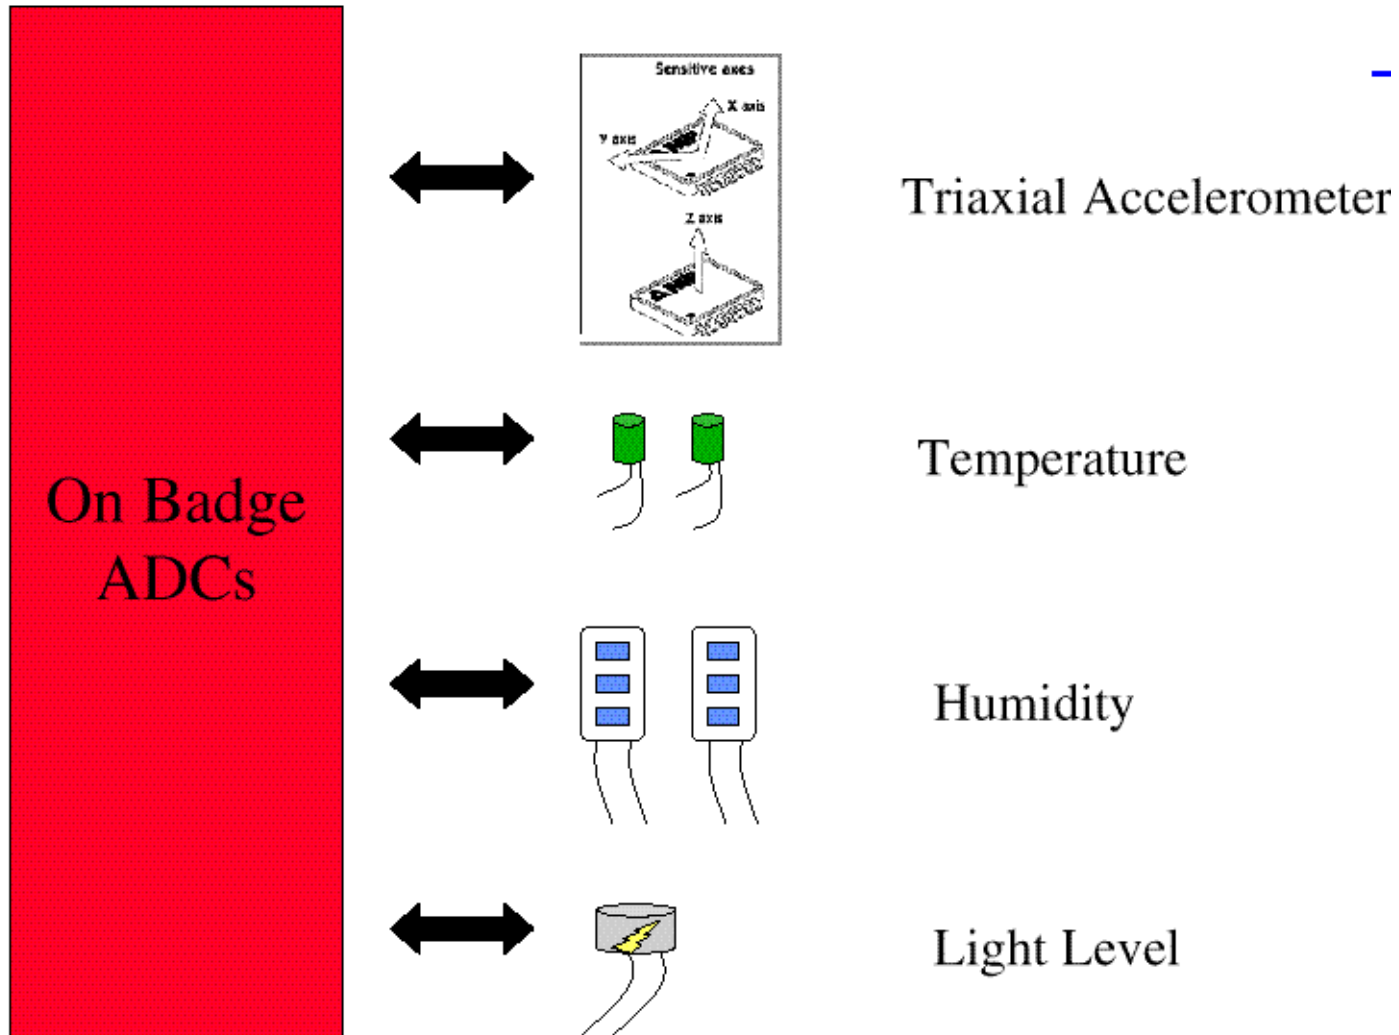 Sensitive axes
X axis
Y axis
Z axis
Triaxial Accelerometer
Temperature
On Badge
ADCs
Humidity
Light Level